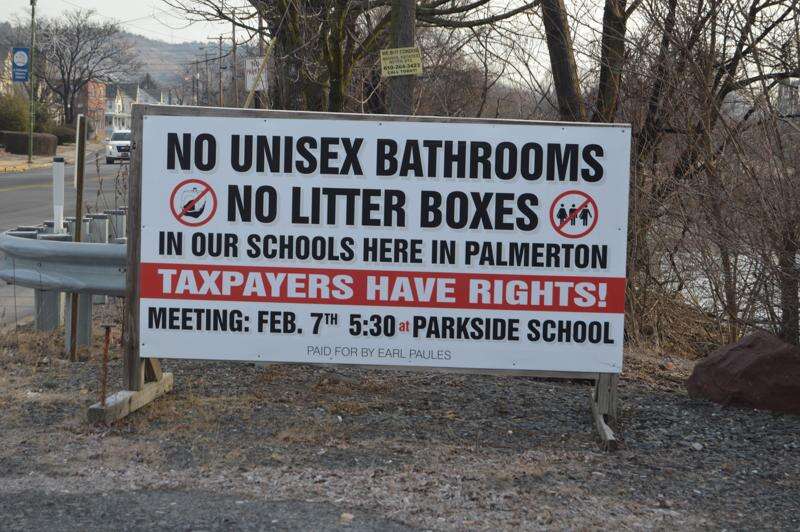 NO UNISEX BATHROOMS
NO LITTER BOXES
IN OUR SCHOOLS HERE IN PALMERTON
TAXPAYERS HAVE RIGHTS!
MEETING: FEB. 7TH 5:30 at PARKSIDE SCHOOL
PAID FOR BY EARL PAULES